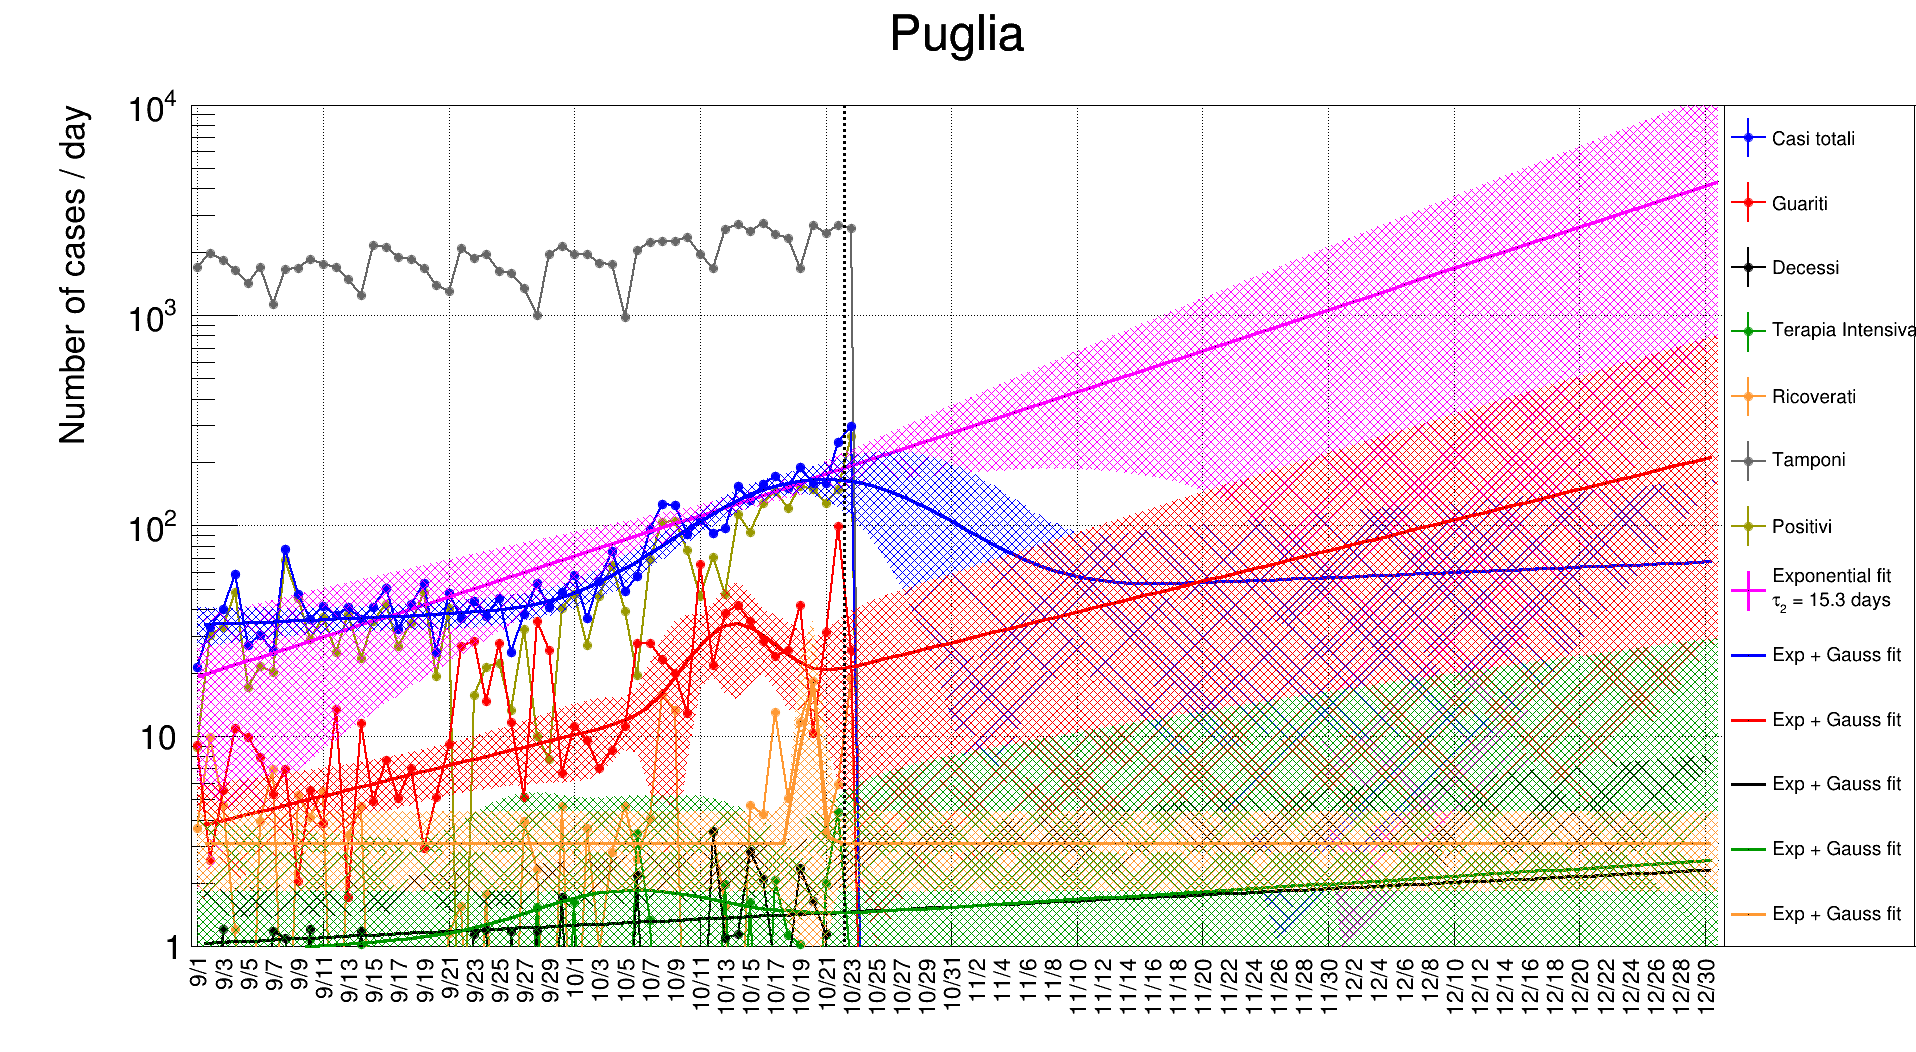 Puglia
Number of cases / day
10⁴
10³
10²
10
1
9/1 9/3 9/5 9/7 9/9 9/11 9/13 9/15 9/17 9/19 9/21 9/23 9/25 9/27 9/29 10/1 10/3 10/5 10/7 10/9 10/11 10/13 10/15 10/17 10/19 10/21 10/23 10/25 10/27 10/29 10/31 11/2 11/4 11/6 11/8 11/10 11/12 11/14 11/16 11/18 11/20 11/22 11/24 11/26 11/28 11/30 12/2 12/4 12/6 12/8 12/10 12/12 12/14 12/16 12/18 12/20 12/22 12/24 12/26 12/28 12/30
Casi totali
Guariti
Decessi
Terapia Intensiva
Ricoverati
Tamponi
Positivi
Exponential fit
τ₂ = 15.3 days
Exp + Gauss fit
Exp + Gauss fit
Exp + Gauss fit
Exp + Gauss fit
Exp + Gauss fit